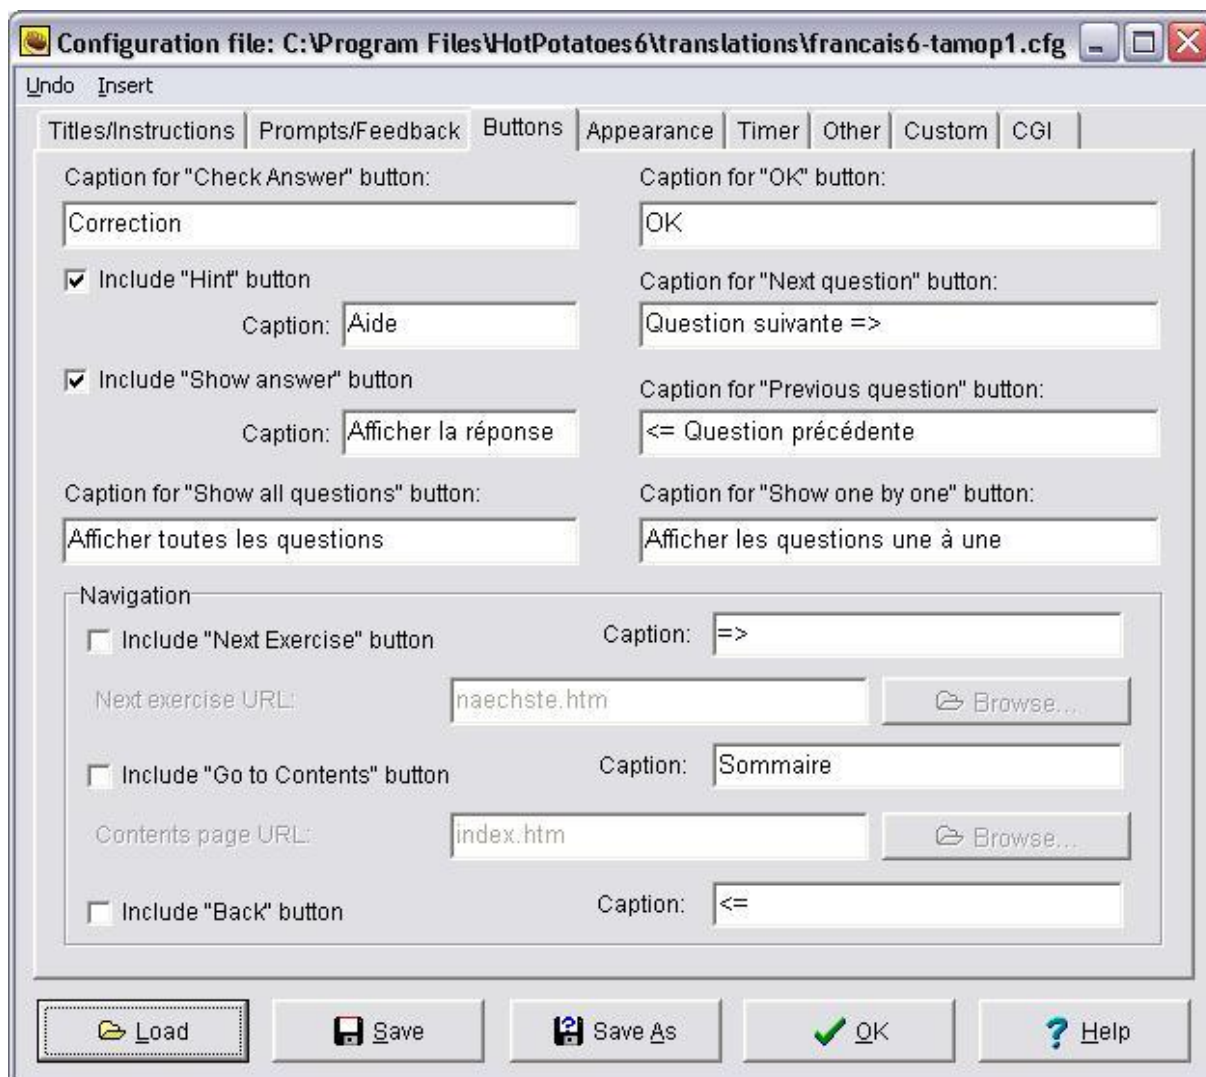 Configuration file: C:\Program Files\HotPotatoes6\translations\francais6-tamop1.cfg
Undo Insert
Titles/Instructions Prompts/Feedback Buttons Appearance Timer Other Custom CGI
Caption for "Check Answer" button: Caption for "OK" button:
Correction OK
Include "Hint" button Caption for "Next question" button:
Caption: Aide Question suivante =>
Include "Show answer" button Caption for "Previous question" button:
Caption: Afficher la réponse <= Question précédente
Caption for "Show all questions" button: Caption for "Show one by one" button:
Afficher toutes les questions Afficher les questions une à une
Navigation
Include "Next Exercise" button Caption: =>
Next exercise URL: naechste.htm Browse...
Include "Go to Contents" button Caption: Sommaire
Contents page URL: index.htm Browse...
Include "Back" button Caption: <=
Load Save Save As OK Help